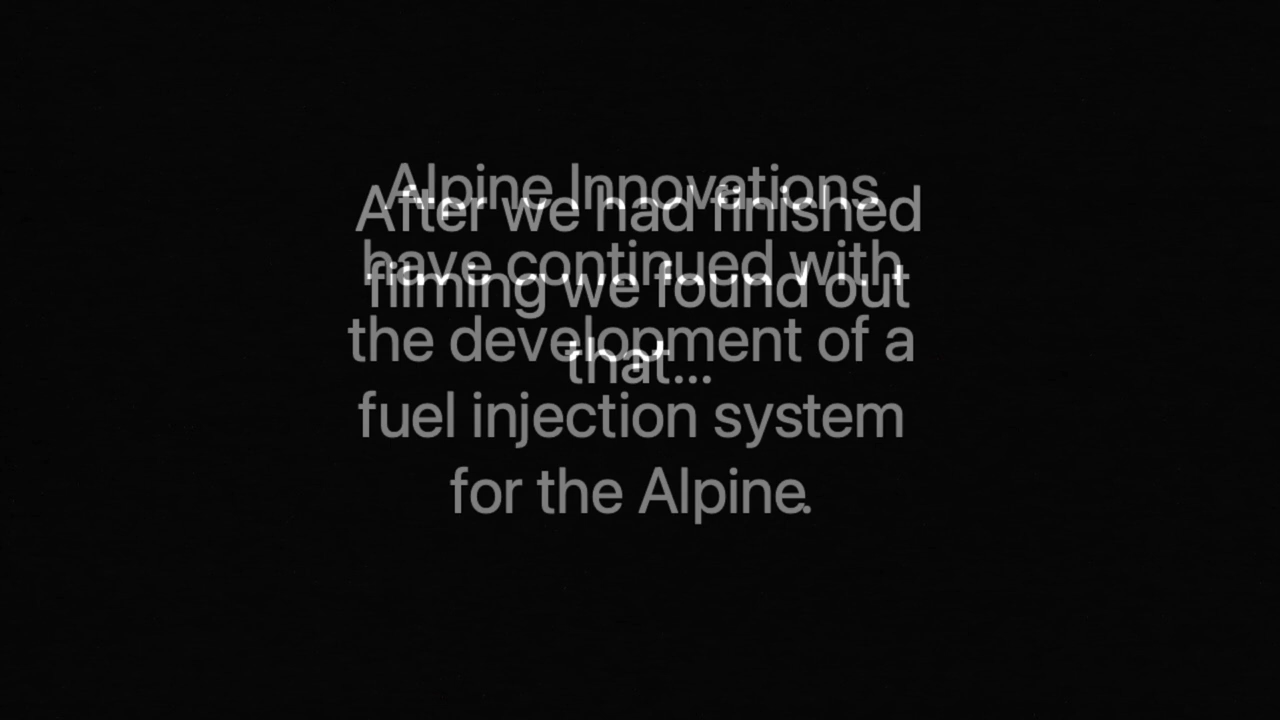 After we had finished
filming we found out
that...
Alpine Innovations
have continued with
the development of a
fuel injection system
for the Alpine.